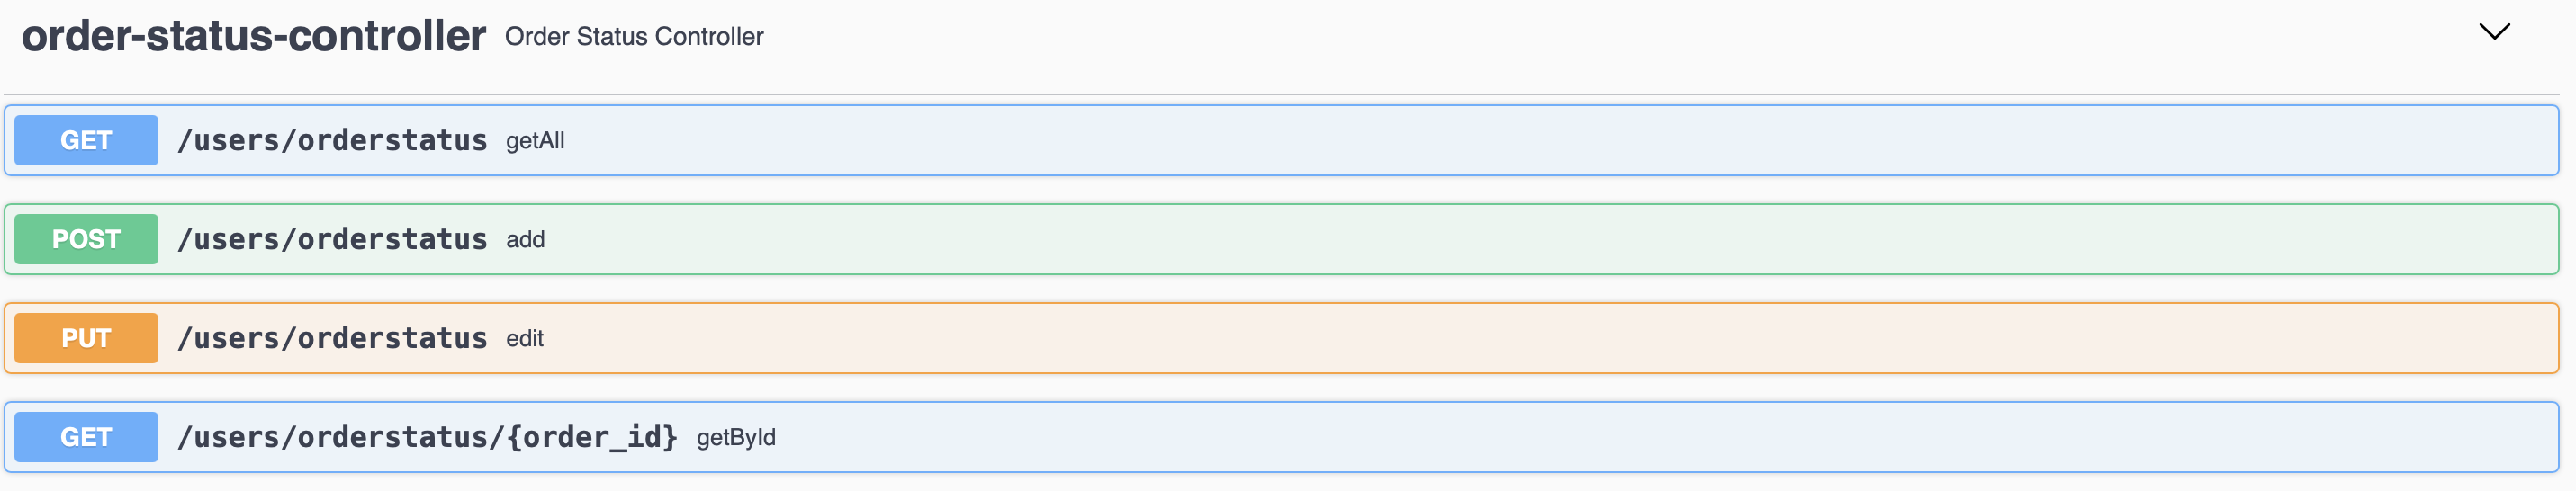 order-status-controller Order Status Controller
GET /users/orderstatus getAll
POST /users/orderstatus add
PUT /users/orderstatus edit
GET /users/orderstatus/{order_id} getById